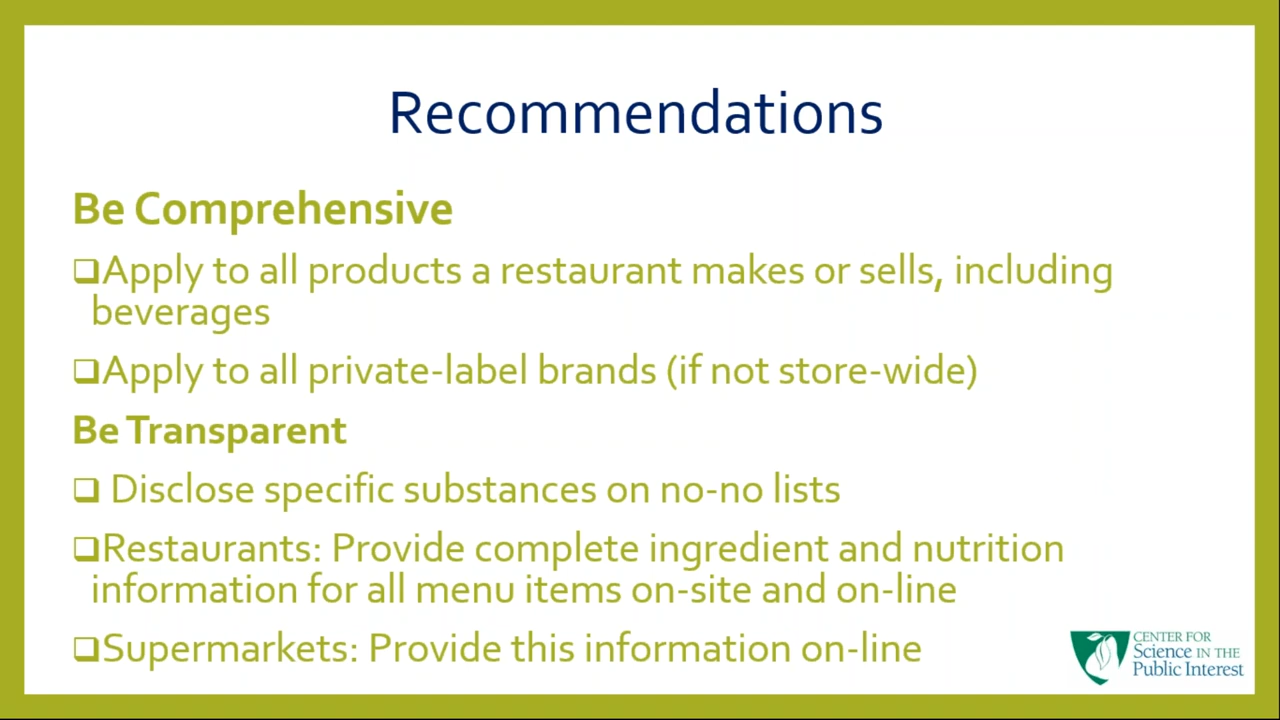 Recommendations
Be Comprehensive
❑Apply to all products a restaurant makes or sells, including
beverages
❑Apply to all private-label brands (if not store-wide)
Be Transparent
❑ Disclose specific substances on no-no lists
❑Restaurants: Provide complete ingredient and nutrition
information for all menu items on-site and on-line
❑Supermarkets: Provide this information on-line
CENTER FOR
Science IN THE
Public Interest